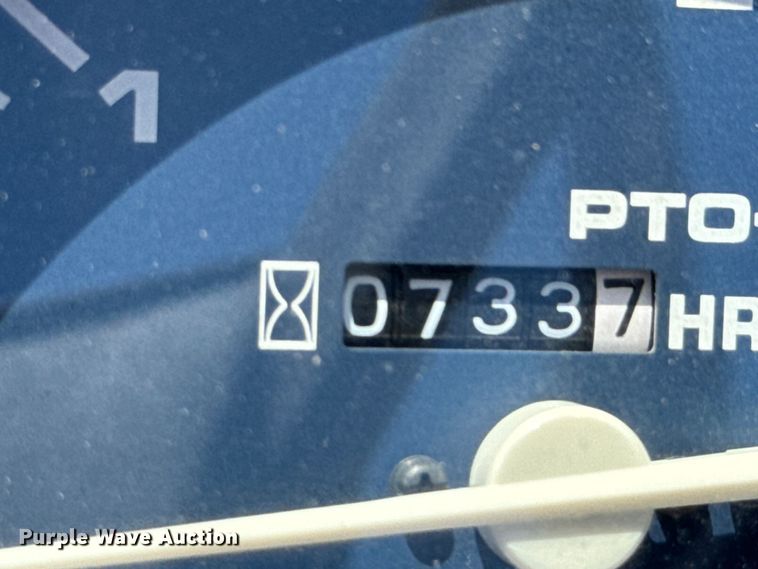 1
PTO-
07337 HR
Purple Wave Auction